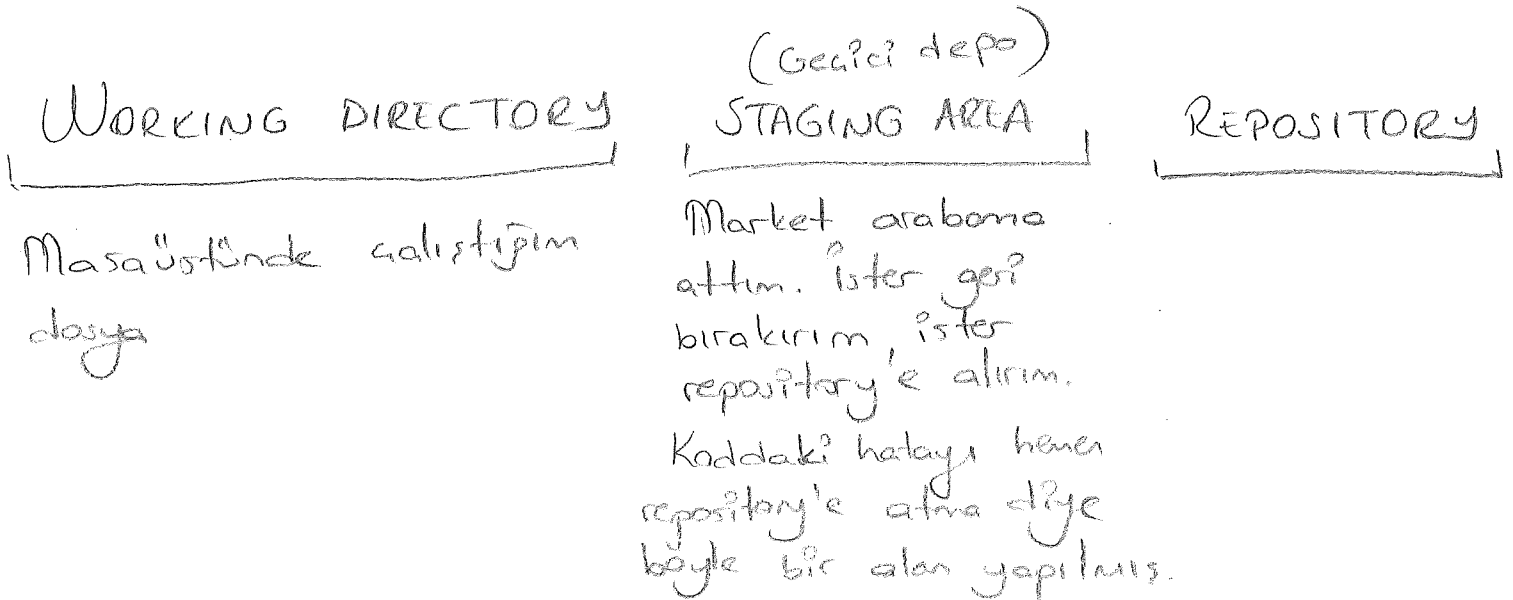 WORKING DIRECTORY
Masaüstünde çalıştığım
dosya
(Geçici depo)
STAGING AREA
Market arabama
attım. İster geri
bırakırım, ister
repository'e alırım.
Koddaki hatayı hemen
repository'e atma diye
böyle bir alan yapılmış.
REPOSITORY